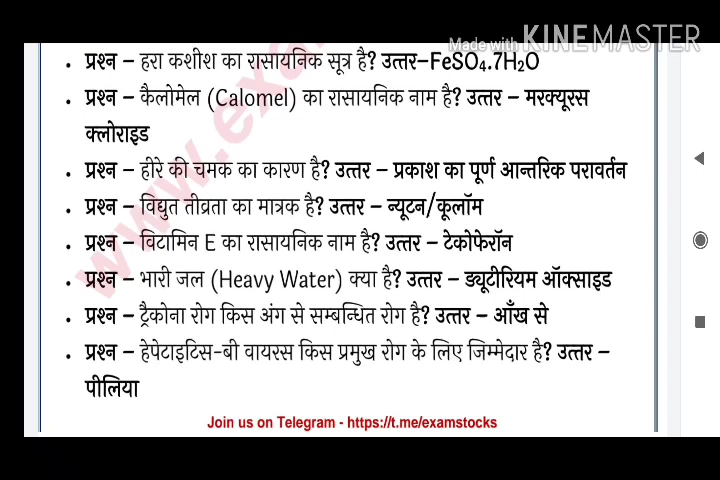 Made with KINEMASTER
• प्रश्न – हरा कशीश का रासायनिक सूत्र है? उत्तर–FeSO₄.7H₂O
• प्रश्न – कैलोमेल (Calomel) का रासायनिक नाम है? उत्तर – मरक्यूरस
क्लोराइड
• प्रश्न – हीरे की चमक का कारण है? उत्तर – प्रकाश का पूर्ण आन्तरिक परावर्तन
• प्रश्न – विद्युत तीव्रता का मात्रक है? उत्तर – न्यूटन/कूलॉम
• प्रश्न – विटामिन E का रासायनिक नाम है? उत्तर – टेकोफेरॉन
• प्रश्न – भारी जल (Heavy Water) क्या है? उत्तर – ड्यूटीरियम ऑक्साइड
• प्रश्न – ट्रैकोना रोग किस अंग से सम्बन्धित रोग है? उत्तर – आँख से
• प्रश्न – हेपेटाइटिस-बी वायरस किस प्रमुख रोग के लिए जिम्मेदार है? उत्तर –
पीलिया
www.exa
Join us on Telegram - https://t.me/examstocks